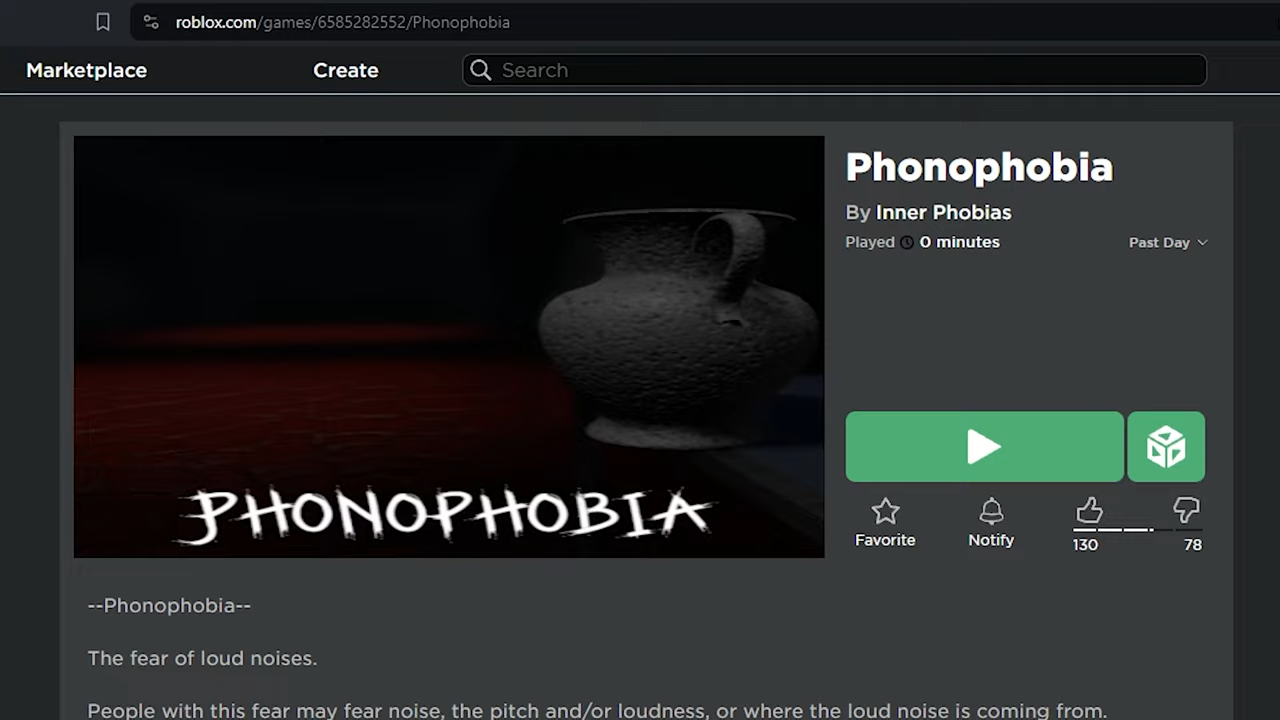 roblox.com/games/6585282552/Phonophobia
Marketplace Create Search
Phonophobia
By Inner Phobias
Played 0 minutes Past Day
PHONOPHOBIA
Favorite Notify 130 78
--Phonophobia--
The fear of loud noises.
People with this fear may fear noise, the pitch and/or loudness, or where the loud noise is coming from.